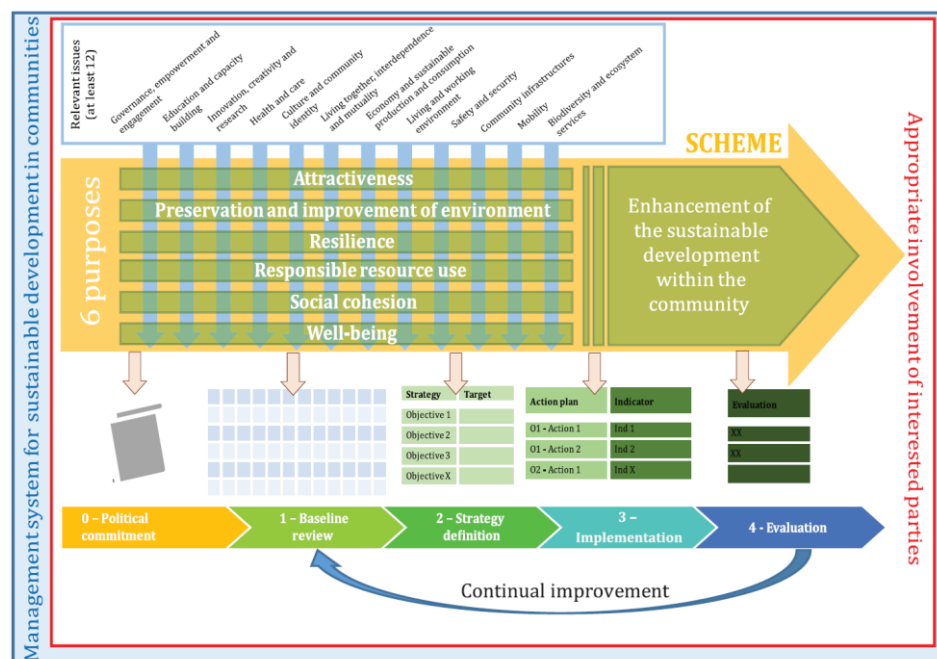 Management system for sustainable development in communities
Relevant issues
(at least 12)
Governance, empowerment and
engagement
Education and capacity
building
Innovation, creativity and
research
Health and care
Culture and community
identity
Living together, interdependence
and mutuality
Economy and sustainable
production and consumption
Living and working
environment
Safety and security
Community infrastructures
Mobility
Biodiversity and ecosystem
services
SCHEME
6 purposes
Attractiveness
Preservation and improvement of environment
Resilience
Responsible resource use
Social cohesion
Well-being
Enhancement of
the sustainable
development
within the
community
Appropriate involvement of interested parties
Strategy Target
Objective 1
Objective 2
Objective 3
Objective X
Action plan Indicator
O1 - Action 1 Ind 1
O1 - Action 2 Ind 2
O2 - Action 1 Ind X
Evaluation
XX
XX
0 – Political
commitment
1 – Baseline
review
2 – Strategy
definition
3 –
Implementation
4 - Evaluation
Continual improvement